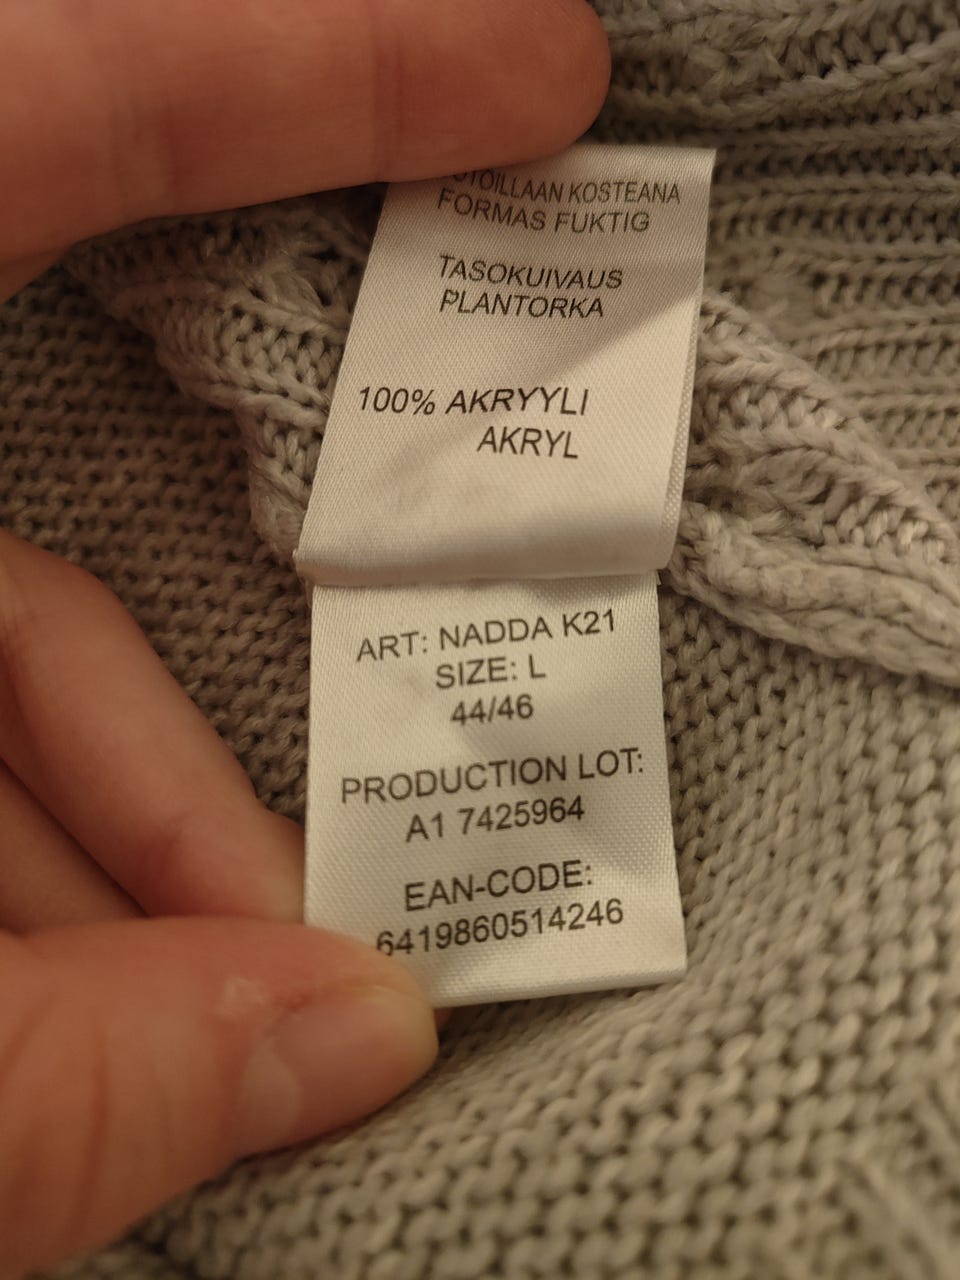 KOSTEANA
FORMAS FUKTIG
TASOKUIVAUS
PLANTORKA
100% AKRYYLI
AKRYL
ART: NADDA K21
SIZE: L
44/46
PRODUCTION LOT:
A1 7425964
EAN-CODE:
6419860514246